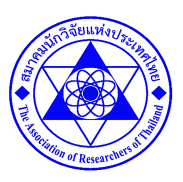 สมาคมนักวิจัยแห่งประเทศไทย
The Association of Researchers of Thailand